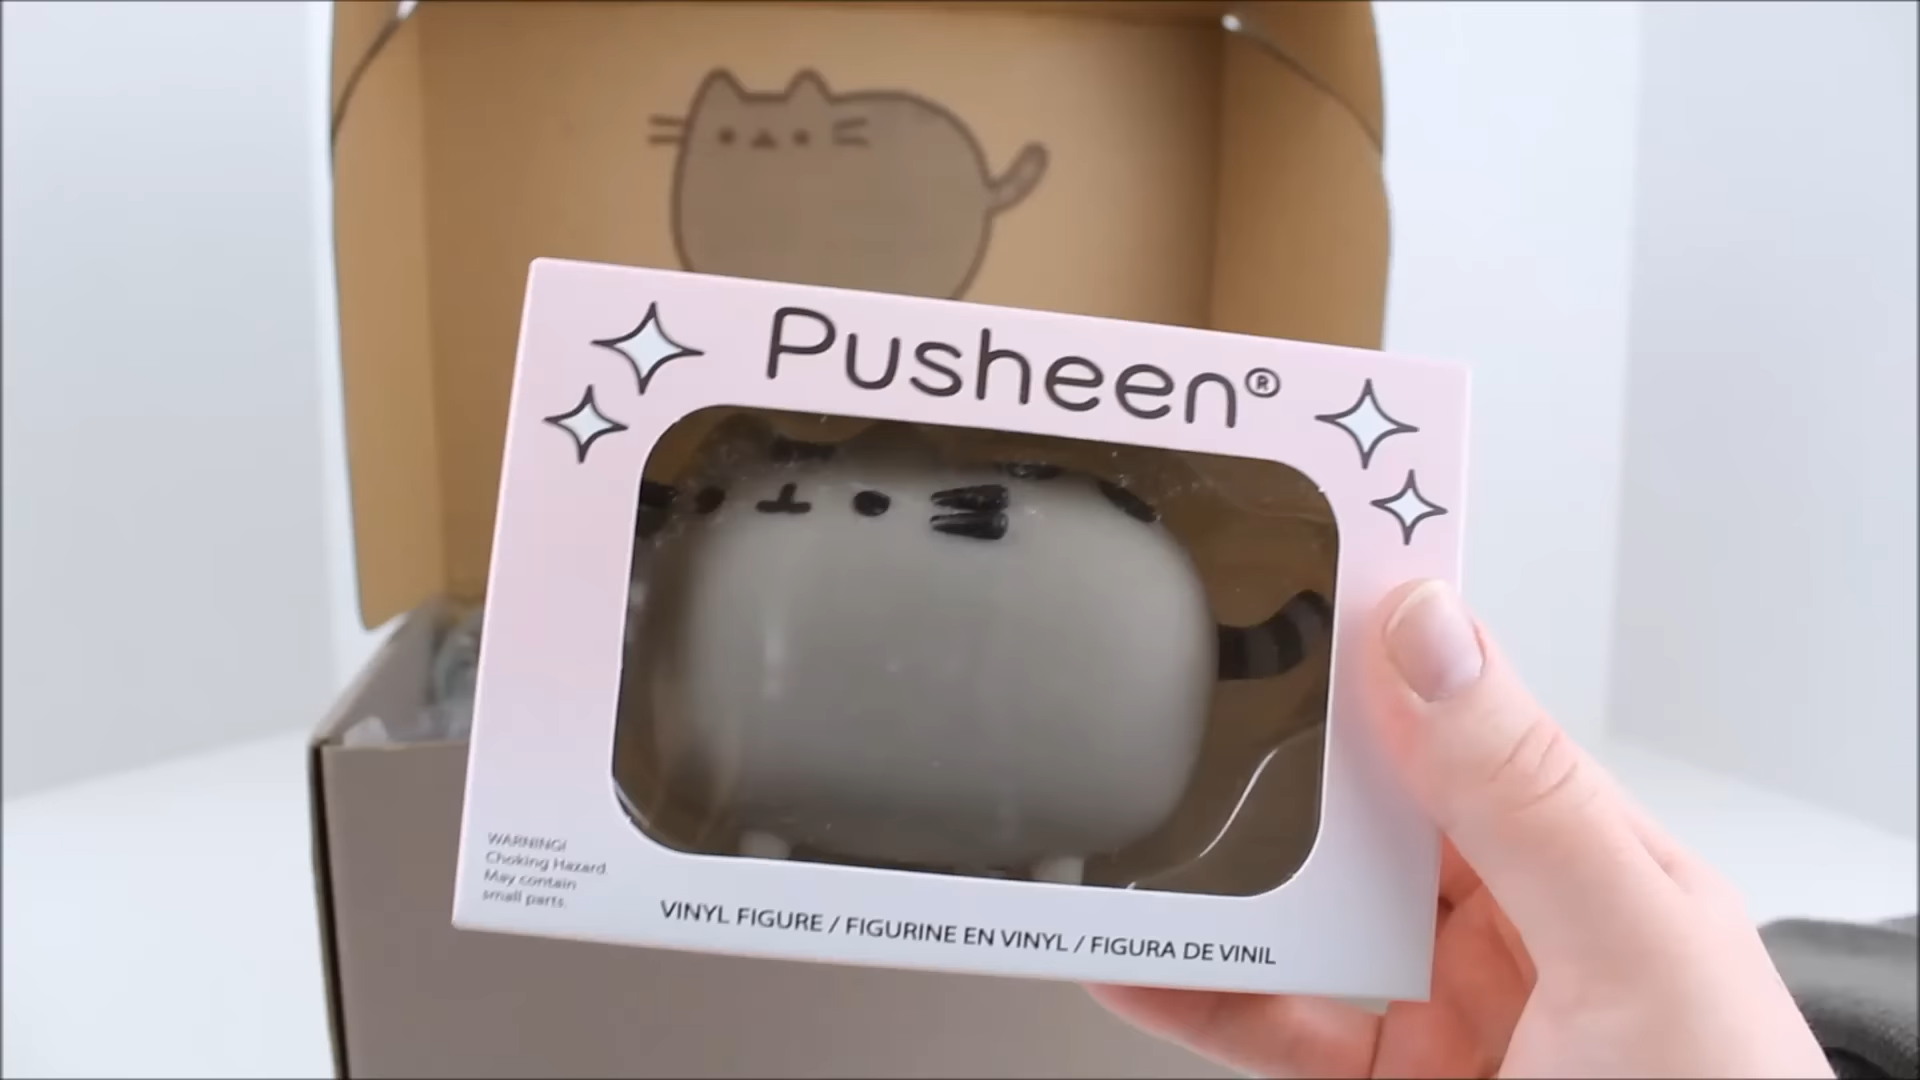 Pusheen®
WARNING!
Choking Hazard.
May contain
small parts.
VINYL FIGURE / FIGURINE EN VINYL / FIGURA DE VINIL